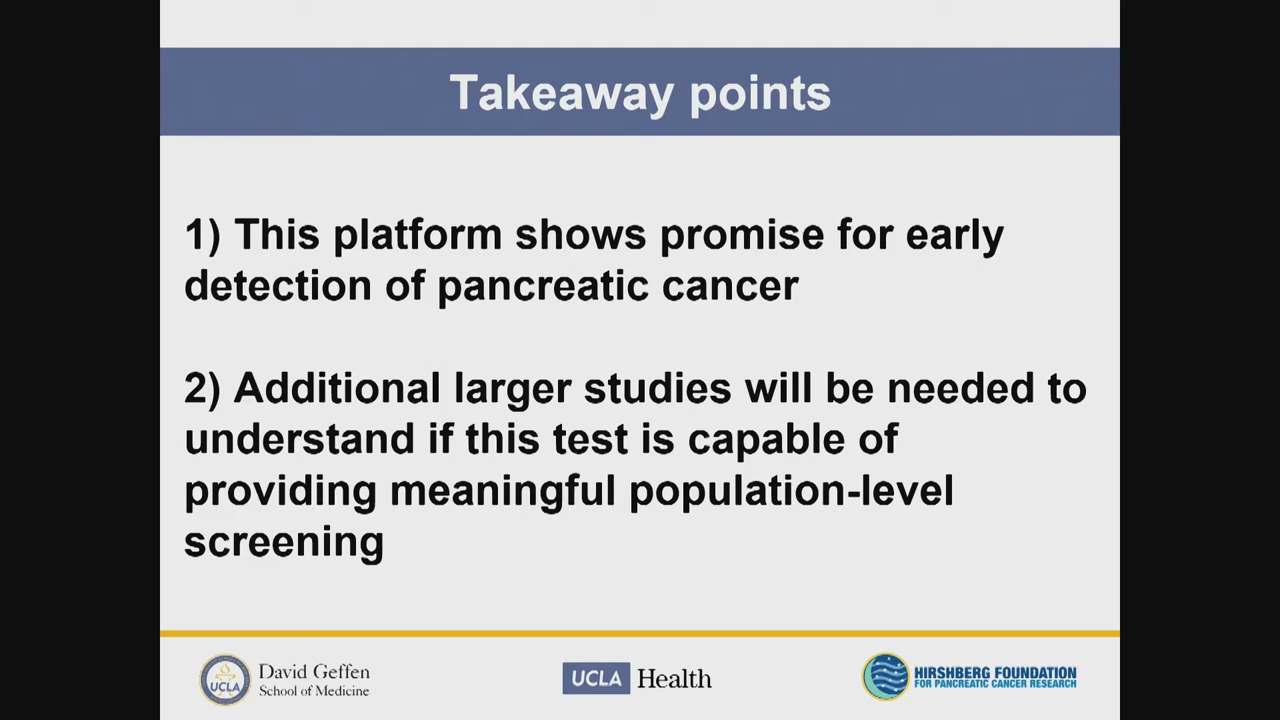 Takeaway points
1) This platform shows promise for early
detection of pancreatic cancer
2) Additional larger studies will be needed to
understand if this test is capable of
providing meaningful population-level
screening
UCLA
David Geffen
School of Medicine
UCLA Health
HIRSHBERG FOUNDATION
FOR PANCREATIC CANCER RESEARCH